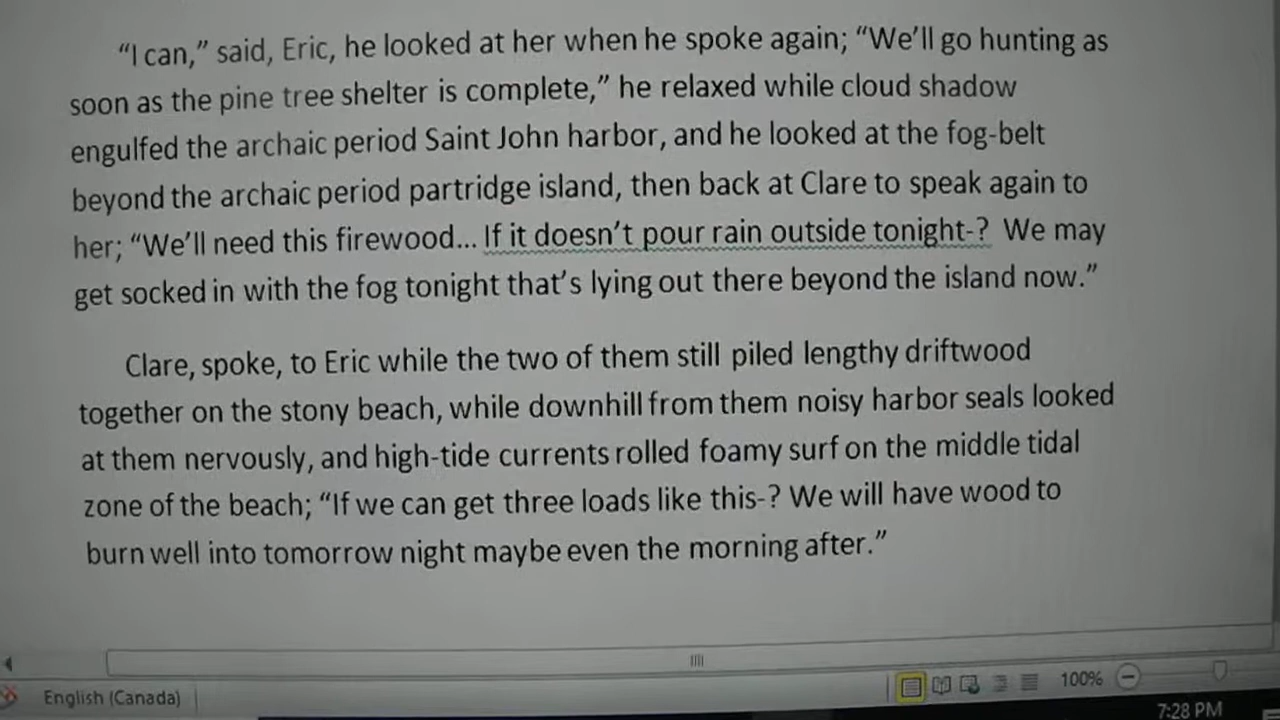 “I can,” said, Eric, he looked at her when he spoke again; “We’ll go hunting as
soon as the pine tree shelter is complete,” he relaxed while cloud shadow
engulfed the archaic period Saint John harbor, and he looked at the fog-belt
beyond the archaic period partridge island, then back at Clare to speak again to
her; “We’ll need this firewood... If it doesn’t pour rain outside tonight-?  We may
get socked in with the fog tonight that’s lying out there beyond the island now.”
Clare, spoke, to Eric while the two of them still piled lengthy driftwood
together on the stony beach, while downhill from them noisy harbor seals looked
at them nervously, and high-tide currents rolled foamy surf on the middle tidal
zone of the beach; “If we can get three loads like this-? We will have wood to
burn well into tomorrow night maybe even the morning after.”
English (Canada)
100%
7:28 PM